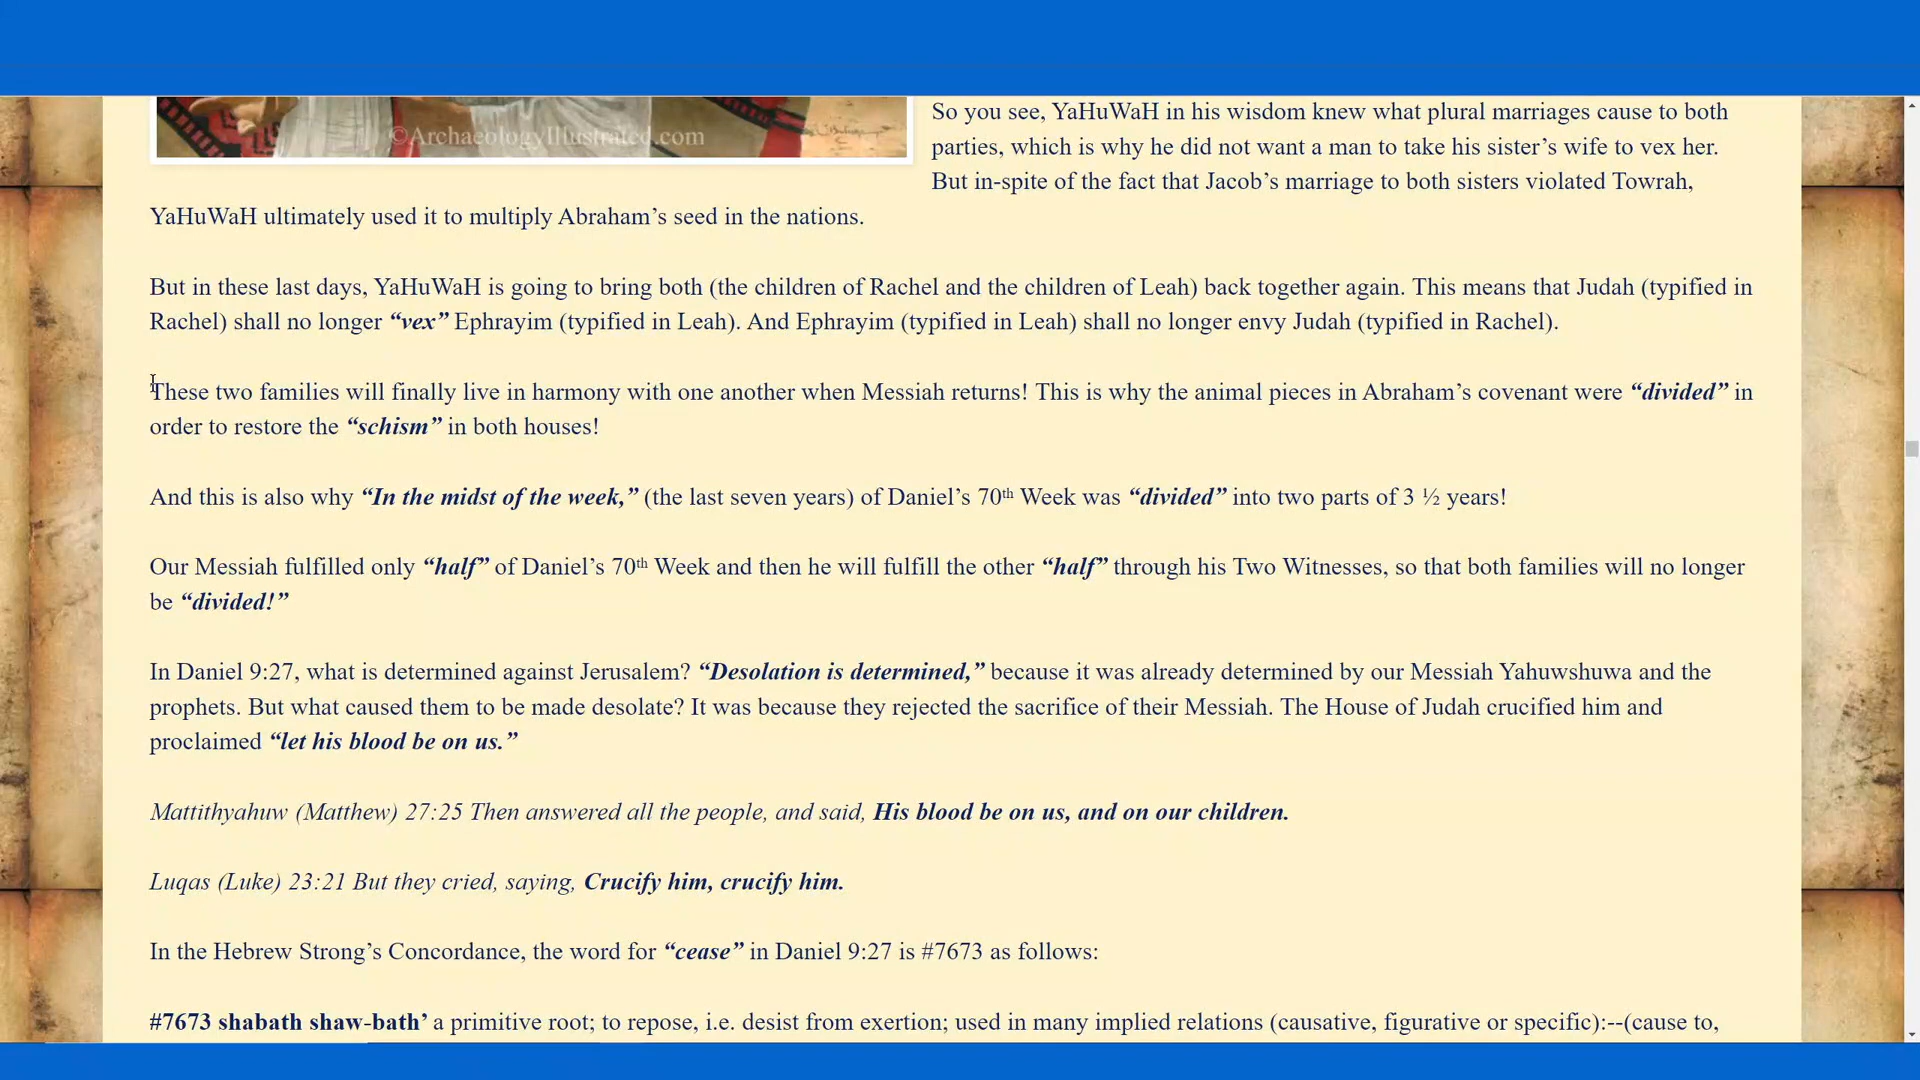 ©ArchaeologyIllustrated.com
So you see, YaHuWaH in his wisdom knew what plural marriages cause to both
parties, which is why he did not want a man to take his sister’s wife to vex her.
But in-spite of the fact that Jacob’s marriage to both sisters violated Towrah,
YaHuWaH ultimately used it to multiply Abraham’s seed in the nations.
But in these last days, YaHuWaH is going to bring both (the children of Rachel and the children of Leah) back together again. This means that Judah (typified in
Rachel) shall no longer “vex” Ephrayim (typified in Leah). And Ephrayim (typified in Leah) shall no longer envy Judah (typified in Rachel).
These two families will finally live in harmony with one another when Messiah returns! This is why the animal pieces in Abraham’s covenant were “divided” in
order to restore the “schism” in both houses!
And this is also why “In the midst of the week,” (the last seven years) of Daniel’s 70th Week was “divided” into two parts of 3 ½ years!
Our Messiah fulfilled only “half” of Daniel’s 70th Week and then he will fulfill the other “half” through his Two Witnesses, so that both families will no longer
be “divided!”
In Daniel 9:27, what is determined against Jerusalem? “Desolation is determined,” because it was already determined by our Messiah Yahuwshuwa and the
prophets. But what caused them to be made desolate? It was because they rejected the sacrifice of their Messiah. The House of Judah crucified him and
proclaimed “let his blood be on us.”
Mattithyahuw (Matthew) 27:25 Then answered all the people, and said, His blood be on us, and on our children.
Luqas (Luke) 23:21 But they cried, saying, Crucify him, crucify him.
In the Hebrew Strong’s Concordance, the word for “cease” in Daniel 9:27 is #7673 as follows:
#7673 shabath shaw-bath’ a primitive root; to repose, i.e. desist from exertion; used in many implied relations (causative, figurative or specific):--(cause to,